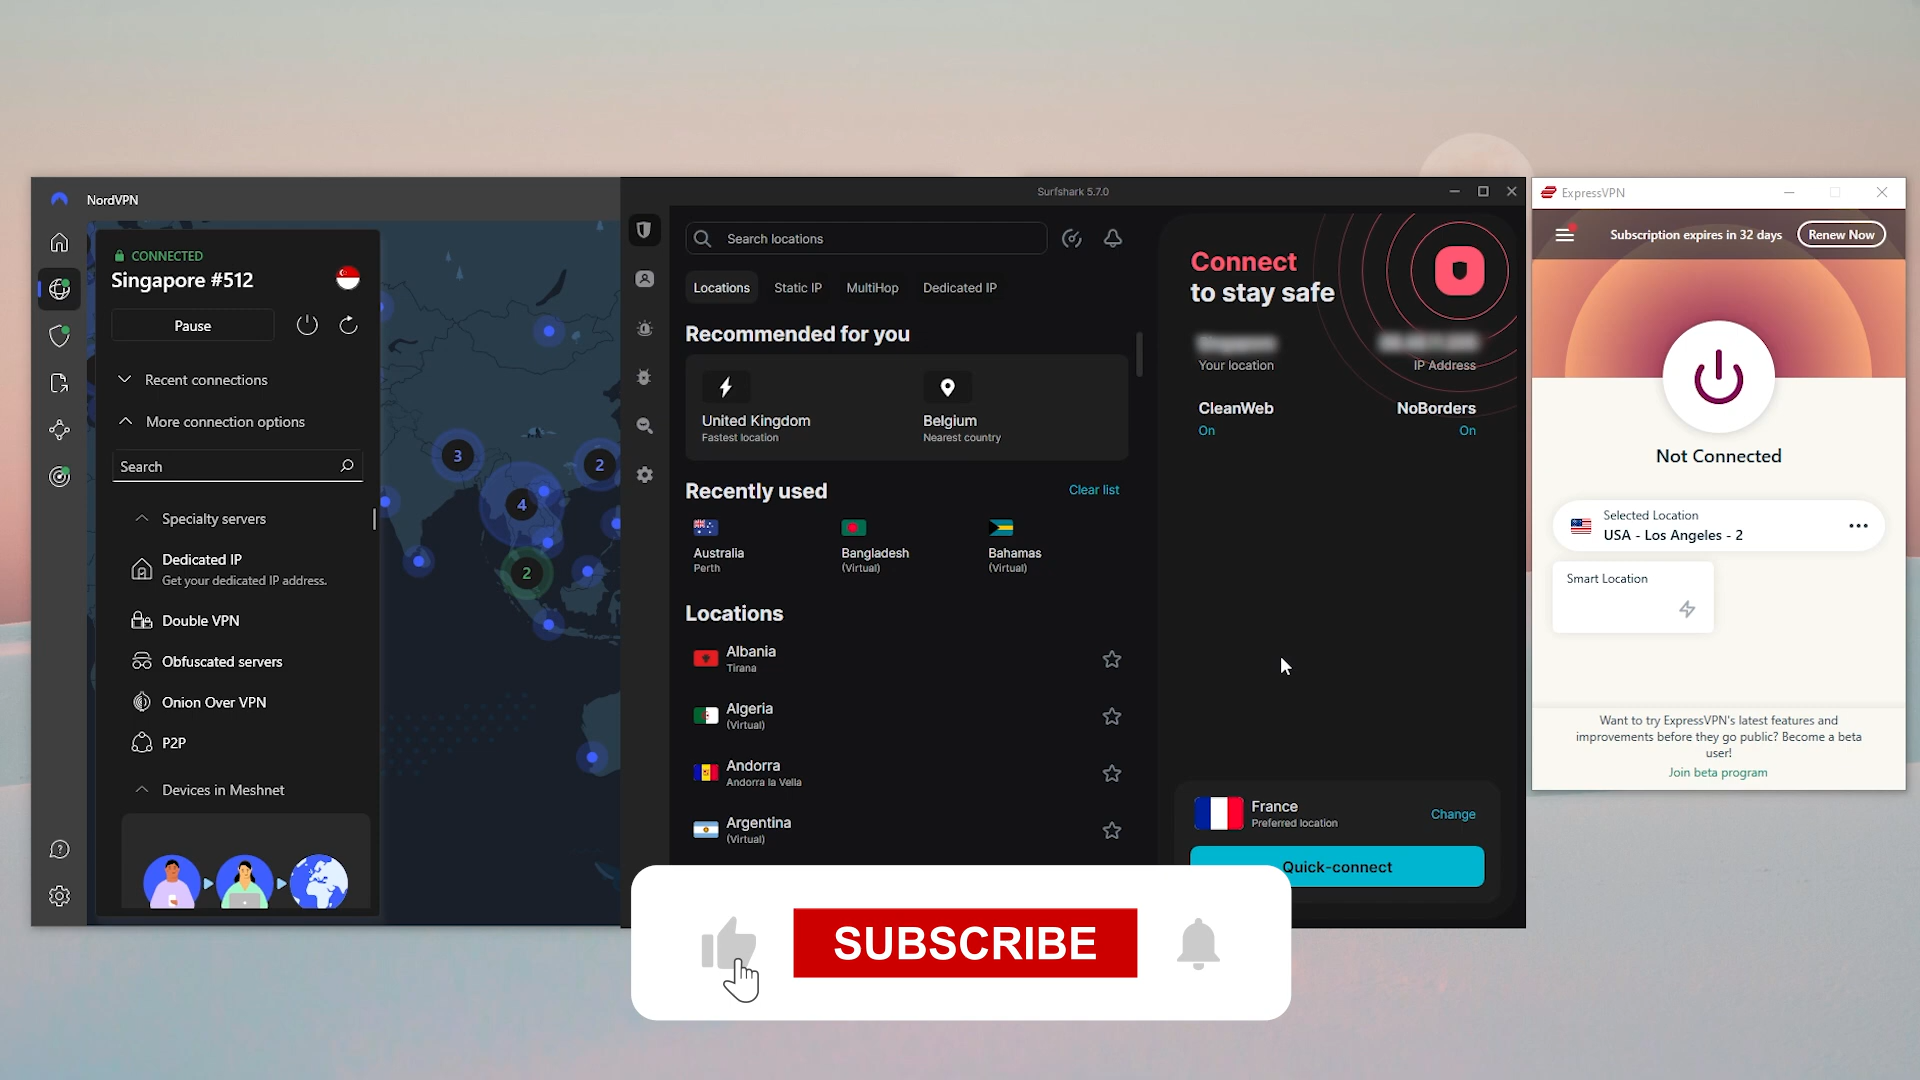 NordVPN
CONNECTED
Singapore #512
Pause
Recent connections
More connection options
Search
Specialty servers
Dedicated IP
Get your dedicated IP address.
Double VPN
Obfuscated servers
Onion Over VPN
P2P
Devices in Meshnet
3
2
4
2
Surfshark 5.7.0
Search locations
Locations
Static IP
MultiHop
Dedicated IP
Recommended for you
United Kingdom
Fastest location
Belgium
Nearest country
Recently used
Clear list
Australia
Perth
Bangladesh
(Virtual)
Bahamas
(Virtual)
Locations
Albania
Tirana
Algeria
(Virtual)
Andorra
Andorra la Vella
Argentina
(Virtual)
Connect
to stay safe
Your location
IP Address
CleanWeb
On
NoBorders
On
France
Preferred location
Change
Quick-connect
ExpressVPN
Subscription expires in 32 days
Renew Now
Not Connected
Selected Location
USA - Los Angeles - 2
Smart Location
Want to try ExpressVPN's latest features and
improvements before they go public? Become a beta
user!
Join beta program
SUBSCRIBE